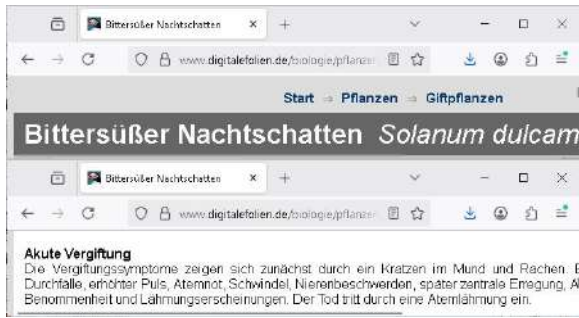 Bittersüßer Nachtschatten
www.digitalefolien.de/biologie/pflanze
Start ⇒ Pflanzen ⇒ Giftpflanzen
Bittersüßer Nachtschatten Solanum dulcam
Bittersüßer Nachtschatten
www.digitalefolien.de/biologie/pflanze
Akute Vergiftung
Die Vergiftungssymptome zeigen sich zunächst durch ein Kratzen im Mund und Rachen.
Durchfälle, erhöhter Puls, Atemnot, Schwindel, Nierenbeschwerden, später zentrale Erregung,
Benommenheit und Lähmungserscheinungen. Der Tod tritt durch eine Atemlähmung ein.